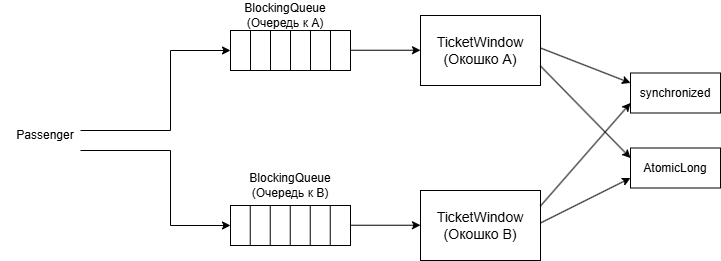 BlockingQueue
(Очередь к A)
TicketWindow
(Окошко A)
synchronized
Passenger
AtomicLong
BlockingQueue
(Очередь к B)
TicketWindow
(Окошко B)